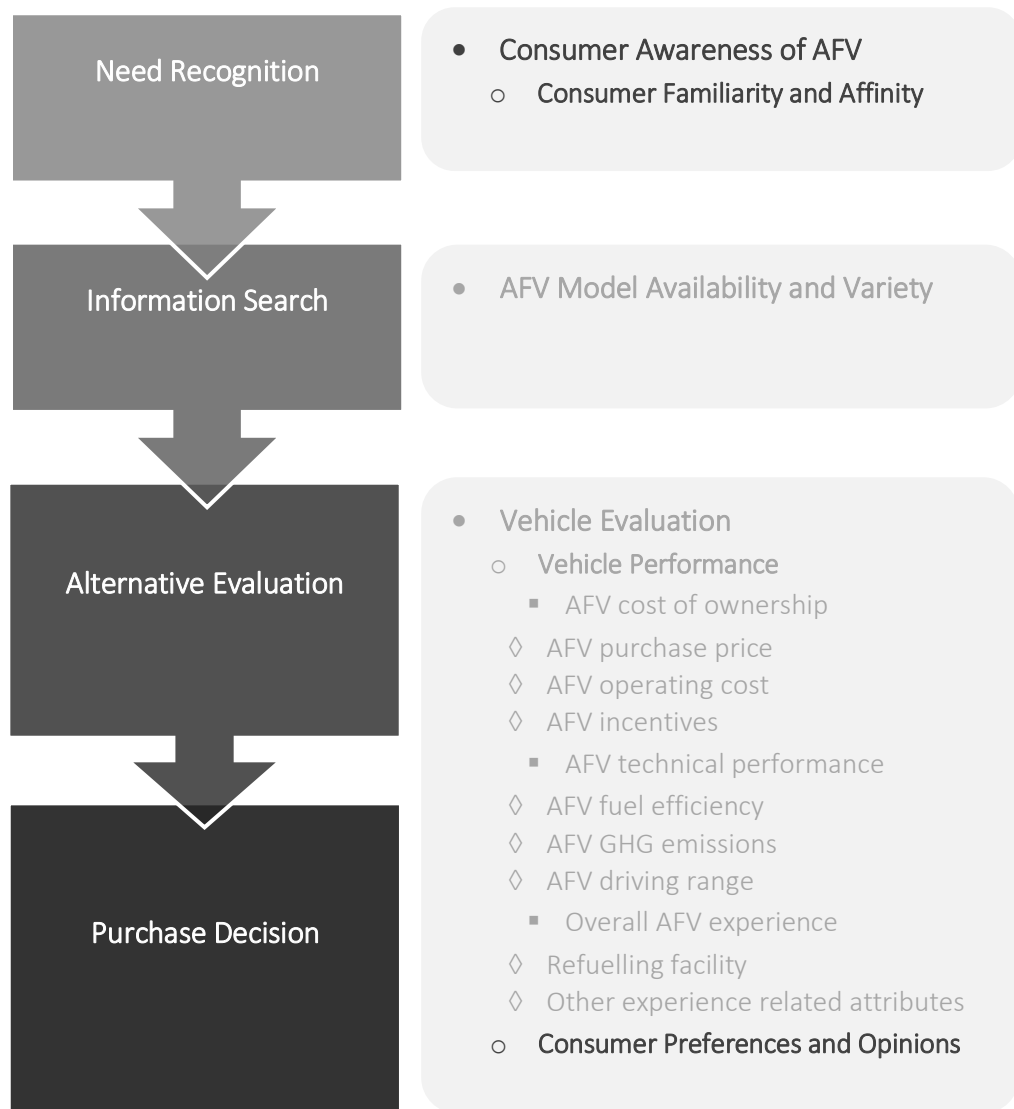 Need Recognition
• Consumer Awareness of AFV
o Consumer Familiarity and Affinity
Information Search
• AFV Model Availability and Variety
Alternative Evaluation
• Vehicle Evaluation
o Vehicle Performance
▪ AFV cost of ownership
◊ AFV purchase price
◊ AFV operating cost
◊ AFV incentives
▪ AFV technical performance
◊ AFV fuel efficiency
◊ AFV GHG emissions
◊ AFV driving range
▪ Overall AFV experience
◊ Refuelling facility
◊ Other experience related attributes
o Consumer Preferences and Opinions
Purchase Decision